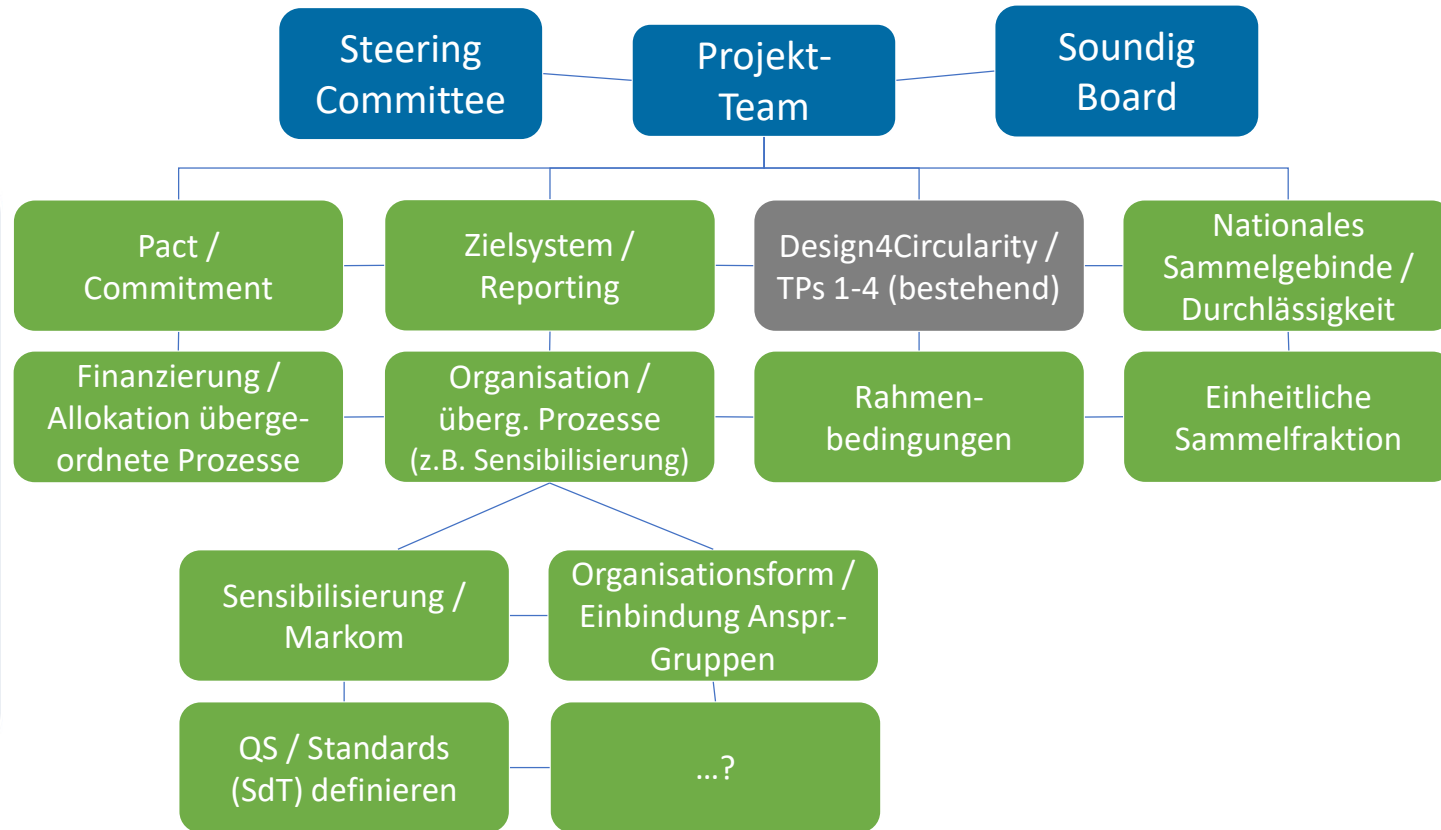 Steering
Committee
Projekt-
Team
Soundig
Board
Pact /
Commitment
Zielsystem /
Reporting
Design4Circularity /
TPs 1-4 (bestehend)
Nationales
Sammelgebinde /
Durchlässigkeit
Finanzierung /
Allokation überge-
ordnete Prozesse
Organisation /
überg. Prozesse
(z.B. Sensibilisierung)
Rahmen-
bedingungen
Einheitliche
Sammelfraktion
Sensibilisierung /
Markom
Organisationsform /
Einbindung Anspr.-
Gruppen
QS / Standards
(SdT) definieren
...?